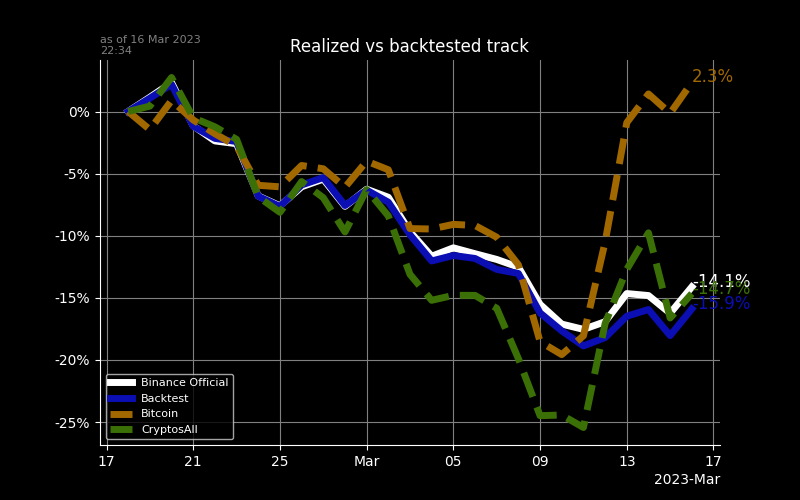 as of 16 Mar 2023
22:34
Realized vs backtested track
2.3%
0%
-5%
-10%
-14.1%
-15%
-15.9%
-20%
-25%
Binance Official
Backtest
Bitcoin
CryptosAll
17 21 25 Mar 05 09 13 17
2023-Mar